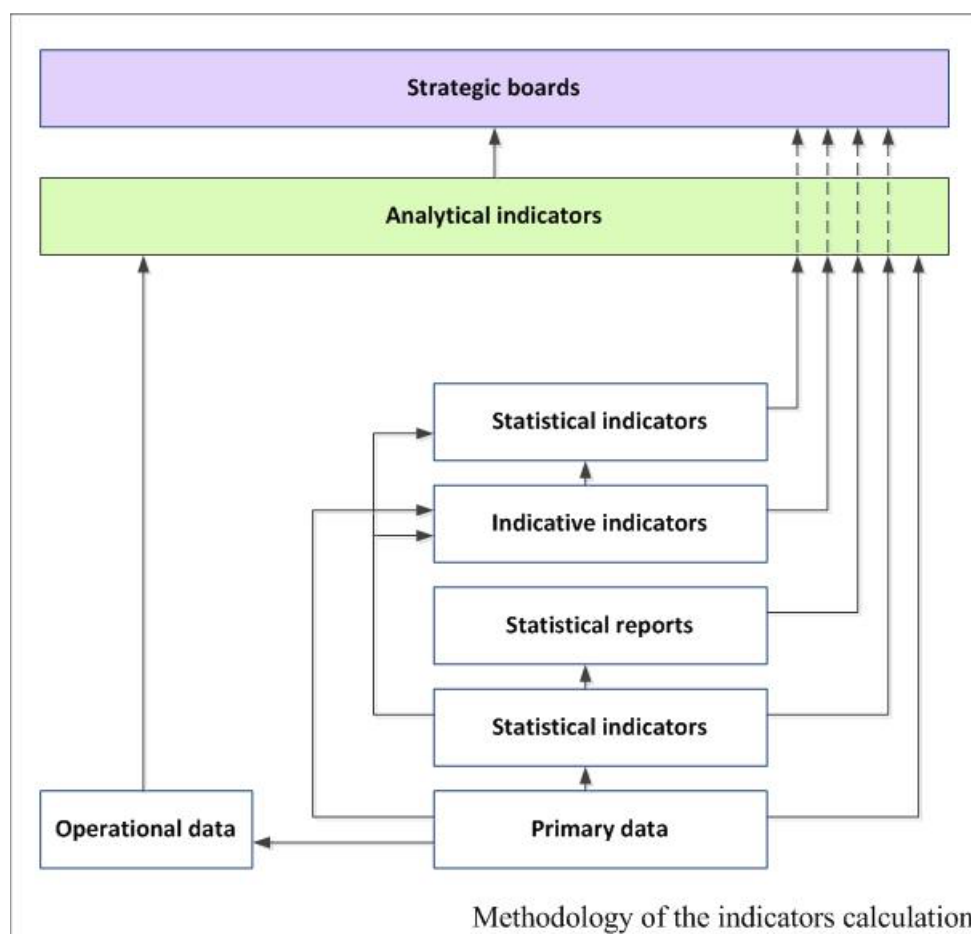 Strategic boards
Analytical indicators
Statistical indicators
Indicative indicators
Statistical reports
Statistical indicators
Operational data
Primary data
Methodology of the indicators calculation